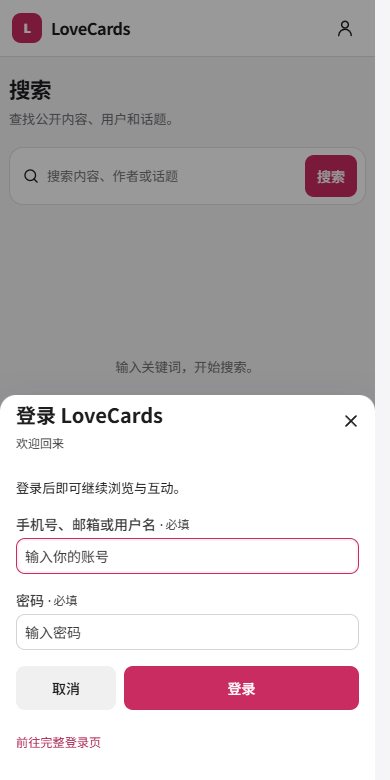 L LoveCards
搜索
查找公开内容、用户和话题。
搜索内容、作者或话题 搜索
输入关键词，开始搜索。
登录 LoveCards
欢迎回来
登录后即可继续浏览与互动。
手机号、邮箱或用户名 · 必填
输入你的账号
密码 · 必填
输入密码
取消 登录
前往完整登录页